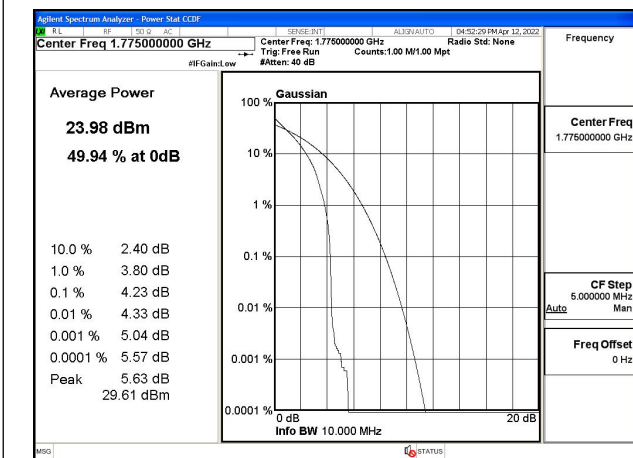 Agilent Spectrum Analyzer - Power Stat CCDF
LXI RL RF 50 Ω AC SENSE:INT ALIGN AUTO 04:52:29 PM Apr 12, 2022
Center Freq 1.775000000 GHz
Center Freq: 1.775000000 GHz Radio Std: None
Trig: Free Run Counts:1.00 M/1.00 Mpt
#IFGain:Low #Atten: 40 dB
Frequency
Average Power
23.98 dBm
49.94 % at 0dB
10.0 % 2.40 dB
1.0 % 3.80 dB
0.1 % 4.23 dB
0.01 % 4.33 dB
0.001 % 5.04 dB
0.0001 % 5.57 dB
Peak 5.63 dB
29.61 dBm
Gaussian
100 %
10 %
1 %
0.1 %
0.01 %
0.001 %
0.0001 %
0 dB 20 dB
Info BW 10.000 MHz
Center Freq
1.775000000 GHz
CF Step
5.000000 MHz
Auto Man
Freq Offset
0 Hz
MSG STATUS